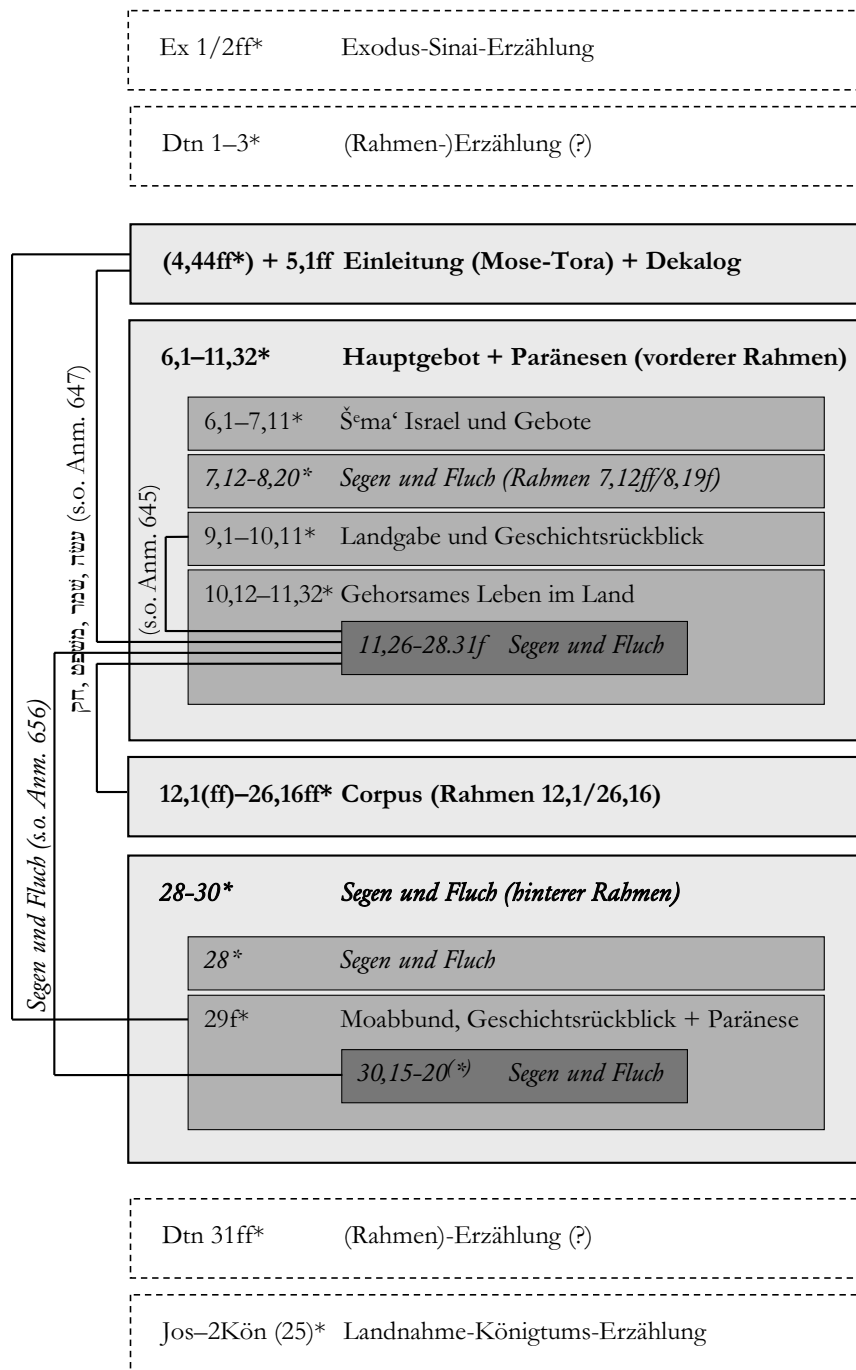 Ex 1/2ff* Exodus-Sinai-Erzählung
Dtn 1–3* (Rahmen-)Erzählung (?)
(4,44ff*) + 5,1ff Einleitung (Mose-Tora) + Dekalog
6,1–11,32* Hauptgebot + Paränesen (vorderer Rahmen)
6,1–7,11* Šᵉma‘ Israel und Gebote
7,12-8,20* Segen und Fluch (Rahmen 7,12ff/8,19f)
9,1–10,11* Landgabe und Geschichtsrückblick
10,12–11,32* Gehorsames Leben im Land
11,26-28.31f Segen und Fluch
(s.o. Anm. 645)
עשׂה, שׁמר, משׁפט, חק (s.o. Anm. 647)
Segen und Fluch (s.o. Anm. 656)
12,1(ff)–26,16ff* Corpus (Rahmen 12,1/26,16)
28-30* Segen und Fluch (hinterer Rahmen)
28* Segen und Fluch
29f* Moabbund, Geschichtsrückblick + Paränese
30,15-20(*) Segen und Fluch
Dtn 31ff* (Rahmen)-Erzählung (?)
Jos–2Kön (25)* Landnahme-Königtums-Erzählung